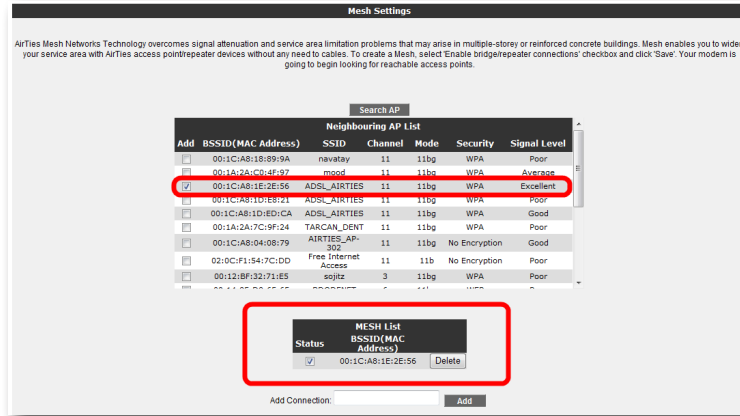 Mesh Settings
AirTies Mesh Networks Technology overcomes signal attenuation and service area limitation problems that may arise in multiple-storey or reinforced concrete buildings. Mesh enables you to wider
your service area with AirTies access point/repeater devices without any need to cables. To create a Mesh, select 'Enable bridge/repeater connections' checkbox and click 'Save'. Your modem is
going to begin looking for reachable access points.
Search AP
Neighbouring AP List
Add BSSID(MAC Address) SSID Channel Mode Security Signal Level
00:1C:A8:18:89:9A navatay 11 11bg WPA Poor
00:1A:2A:C0:4F:97 mood 11 11bg WPA Average
00:1C:A8:1E:2E:56 ADSL_AIRTIES 11 11bg WPA Excellent
00:1C:A8:1D:E8:21 ADSL_AIRTIES 11 11bg WPA Poor
00:1C:A8:1D:ED:CA ADSL_AIRTIES 11 11bg WPA Good
00:1A:2A:7C:9F:24 TARCAN_DENT 11 11bg WPA Poor
00:1C:A8:04:08:79 AIRTIES_AP-302 11 11bg No Encryption Good
02:0C:F1:54:7C:DD Free Internet Access 11 11b No Encryption Poor
00:12:BF:32:71:E5 sojitz 3 11bg WPA Poor
MESH List
Status BSSID(MAC Address)
00:1C:A8:1E:2E:56 Delete
Add Connection: Add